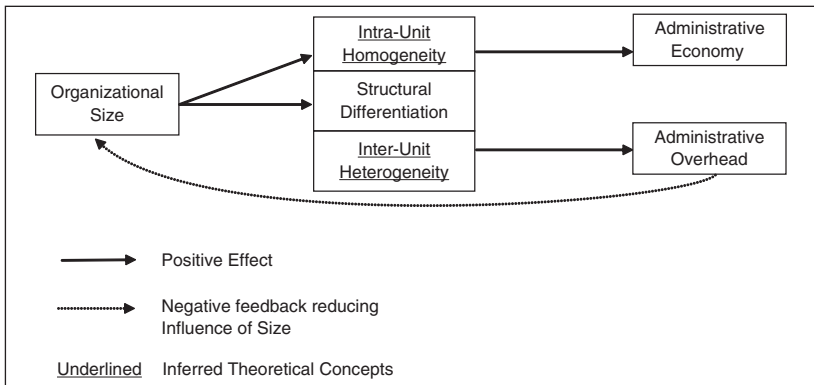 Intra-Unit
Homogeneity
Administrative
Economy
Organizational
Size
Structural
Differentiation
Inter-Unit
Heterogeneity
Administrative
Overhead
Positive Effect
Negative feedback reducing
Influence of Size
Underlined Inferred Theoretical Concepts